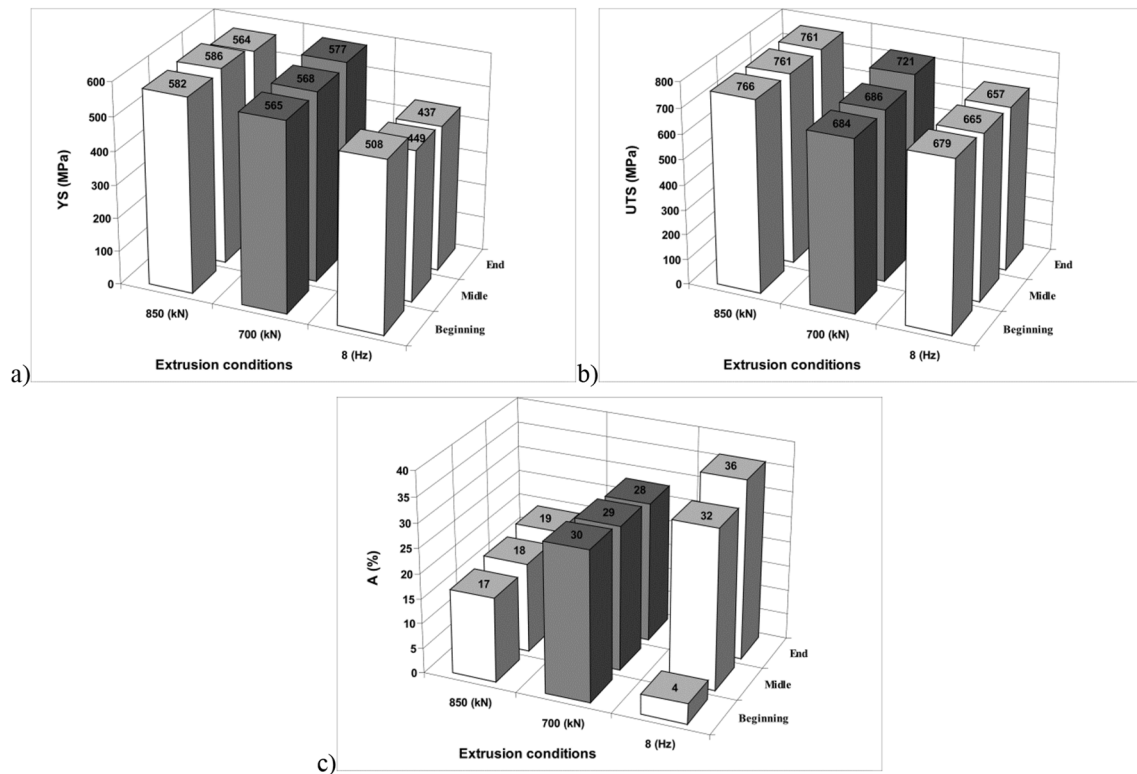 564
577
586
600
568
582
565
500
437
449
508
400
YS (MPa)
300
200
100
0
End
850 (kN)
Midle
700 (kN)
Beginning
8 (Hz)
Extrusion conditions
a)
761
721
761
800
686
657
766
684
665
700
679
600
UTS (MPa)
500
400
300
200
100
0
End
850 (kN)
Midle
700 (kN)
Beginning
8 (Hz)
Extrusion conditions
b)
36
40
28
35
19
29
32
30
30
18
25
A (%)
17
20
15
10
5
0
End
4
Midle
850 (kN)
700 (kN)
Beginning
8 (Hz)
Extrusion conditions
c)